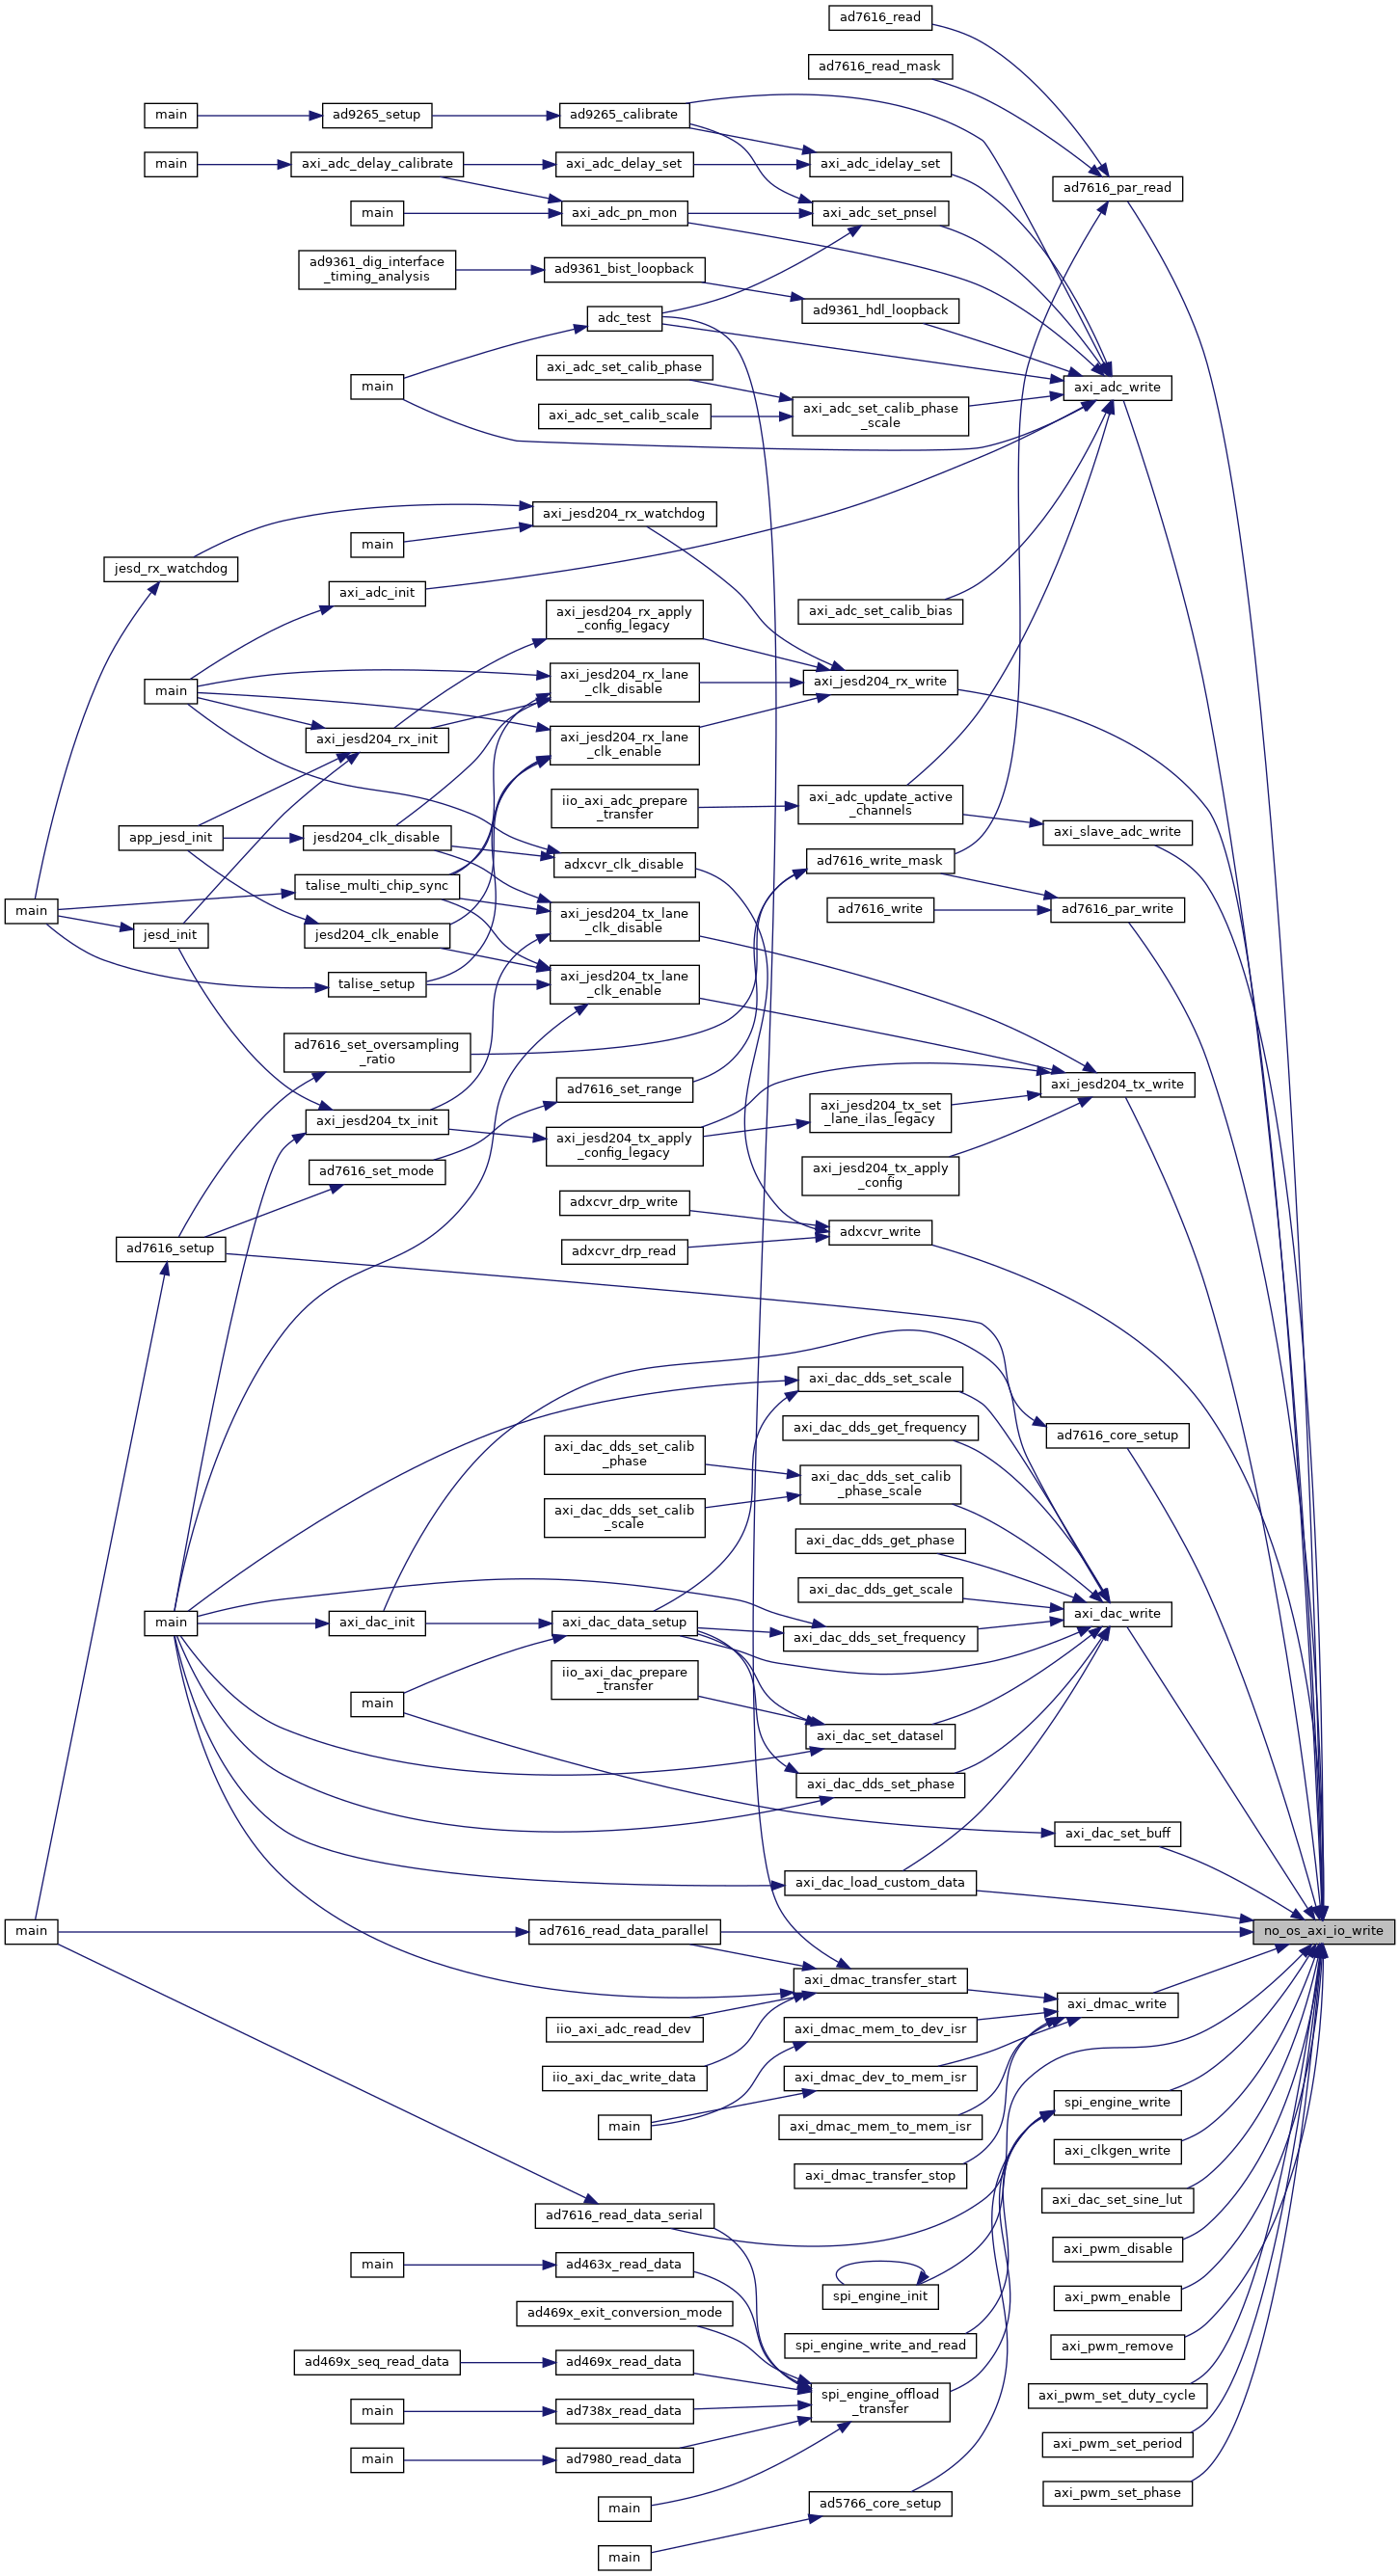 ad7616_read
ad7616_read_mask
main
ad9265_setup
ad9265_calibrate
main
axi_adc_delay_calibrate
axi_adc_delay_set
axi_adc_idelay_set
ad7616_par_read
main
axi_adc_pn_mon
axi_adc_set_pnsel
ad9361_dig_interface
_timing_analysis
ad9361_bist_loopback
ad9361_hdl_loopback
adc_test
main
axi_adc_set_calib_phase
axi_adc_write
axi_adc_set_calib_scale
axi_adc_set_calib_phase
_scale
axi_jesd204_rx_watchdog
main
jesd_rx_watchdog
axi_adc_init
axi_jesd204_rx_apply
_config_legacy
axi_adc_set_calib_bias
main
axi_jesd204_rx_lane
_clk_disable
axi_jesd204_rx_write
axi_jesd204_rx_init
axi_jesd204_rx_lane
_clk_enable
iio_axi_adc_prepare
_transfer
axi_adc_update_active
_channels
app_jesd_init
jesd204_clk_disable
axi_slave_adc_write
adxcvr_clk_disable
ad7616_write_mask
talise_multi_chip_sync
main
jesd_init
jesd204_clk_enable
axi_jesd204_tx_lane
_clk_disable
ad7616_write
ad7616_par_write
talise_setup
axi_jesd204_tx_lane
_clk_enable
ad7616_set_oversampling
_ratio
ad7616_set_range
axi_jesd204_tx_write
axi_jesd204_tx_init
axi_jesd204_tx_set
_lane_ilas_legacy
axi_jesd204_tx_apply
_config_legacy
ad7616_set_mode
axi_jesd204_tx_apply
_config
adxcvr_drp_write
adxcvr_write
ad7616_setup
adxcvr_drp_read
axi_dac_dds_set_scale
axi_dac_dds_get_frequency
ad7616_core_setup
axi_dac_dds_set_calib
_phase
axi_dac_dds_set_calib
_phase_scale
axi_dac_dds_set_calib
_scale
axi_dac_dds_get_phase
axi_dac_dds_get_scale
main
axi_dac_init
axi_dac_data_setup
axi_dac_write
axi_dac_dds_set_frequency
iio_axi_dac_prepare
_transfer
main
axi_dac_set_datasel
axi_dac_dds_set_phase
axi_dac_set_buff
axi_dac_load_custom_data
main
ad7616_read_data_parallel
no_os_axi_io_write
axi_dmac_transfer_start
axi_dmac_write
iio_axi_adc_read_dev
axi_dmac_mem_to_dev_isr
iio_axi_dac_write_data
axi_dmac_dev_to_mem_isr
spi_engine_write
main
axi_dmac_mem_to_mem_isr
axi_clkgen_write
axi_dmac_transfer_stop
axi_dac_set_sine_lut
ad7616_read_data_serial
axi_pwm_disable
main
ad463x_read_data
spi_engine_init
axi_pwm_enable
ad469x_exit_conversion_mode
spi_engine_write_and_read
axi_pwm_remove
ad469x_seq_read_data
ad469x_read_data
spi_engine_offload
_transfer
axi_pwm_set_duty_cycle
main
ad738x_read_data
axi_pwm_set_period
main
ad7980_read_data
axi_pwm_set_phase
main
ad5766_core_setup
main